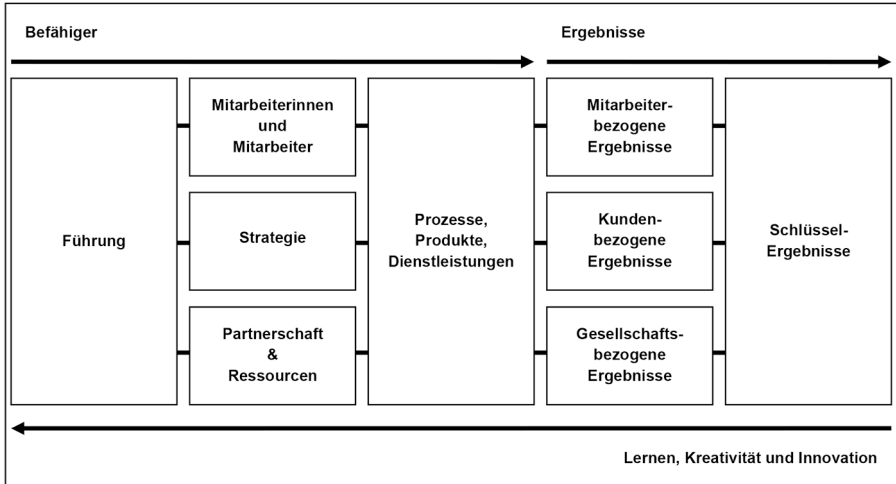 Befähiger
Ergebnisse
Führung
Mitarbeiterinnen
und
Mitarbeiter
Strategie
Partnerschaft
&
Ressourcen
Prozesse,
Produkte,
Dienstleistungen
Mitarbeiter-
bezogene
Ergebnisse
Kunden-
bezogene
Ergebnisse
Gesellschafts-
bezogene
Ergebnisse
Schlüssel-
Ergebnisse
Lernen, Kreativität und Innovation